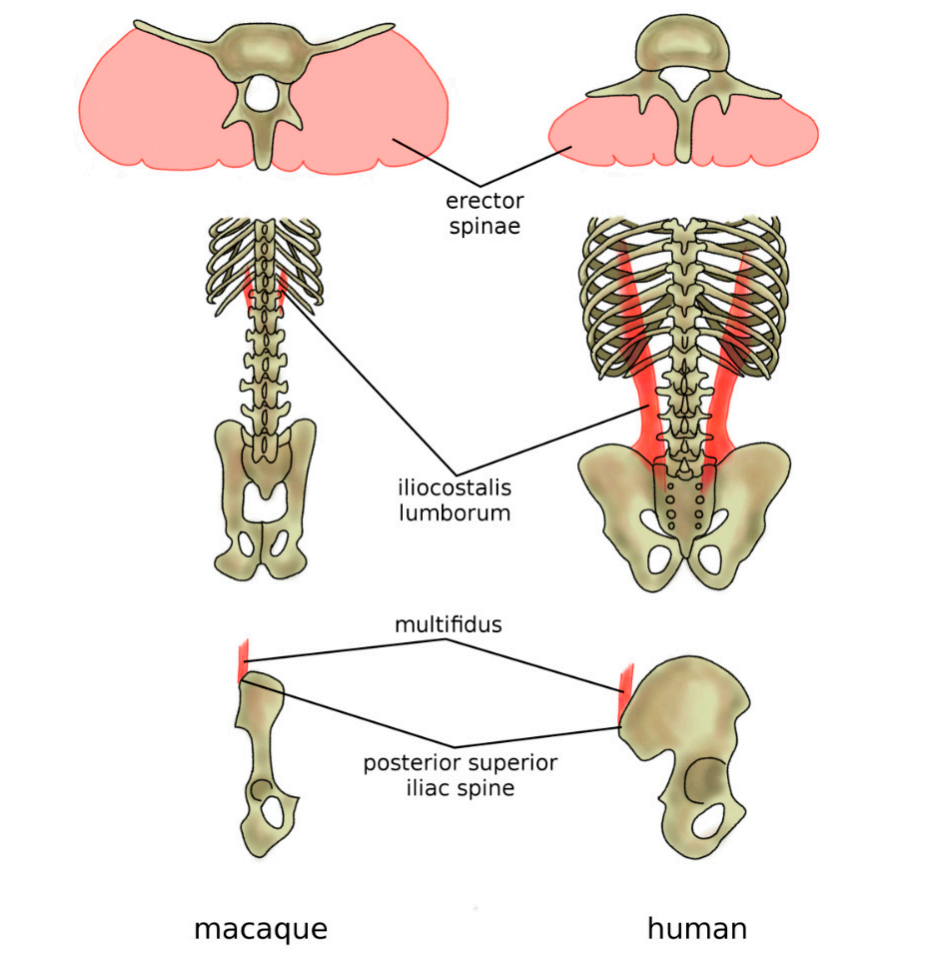 erector
spinae
iliocostalis
lumborum
multifidus
posterior superior
iliac spine
macaque
human